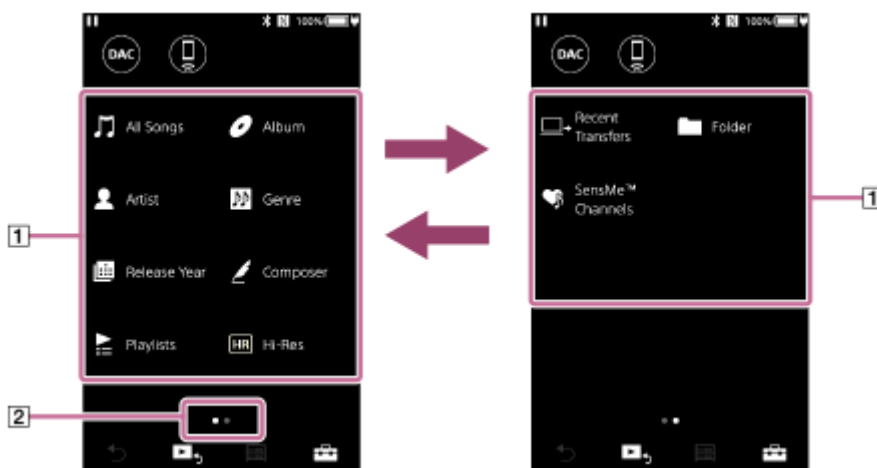 100%
DAC
All Songs
Album
Artist
Genre
Release Year
Composer
Playlists
HR Hi-Res
1
2
100%
DAC
Recent
Transfers
Folder
SensMe™
Channels
1